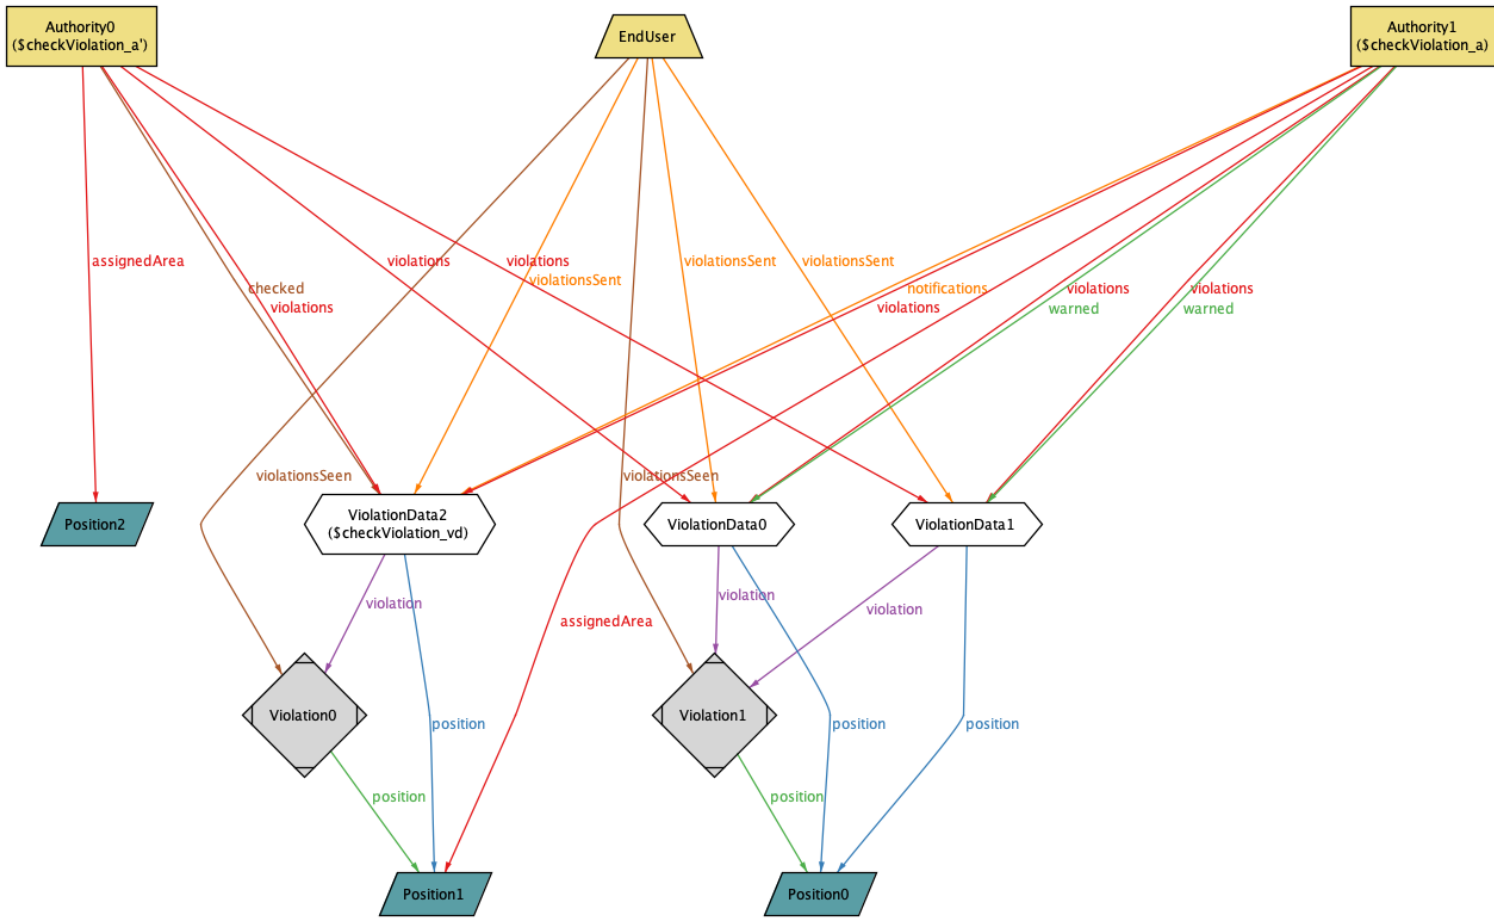 Authority0
($checkViolation_a')
EndUser
Authority1
($checkViolation_a)
assignedArea
checked
violations
violations
violations
violationsSent
violationsSent
violationsSent
notifications
violations
violations
warned
violations
warned
violationsSeen
violationsSeen
Position2
ViolationData2
($checkViolation_vd)
ViolationData0
ViolationData1
violation
violation
violation
assignedArea
Violation0
Violation1
position
position
position
position
position
Position1
Position0